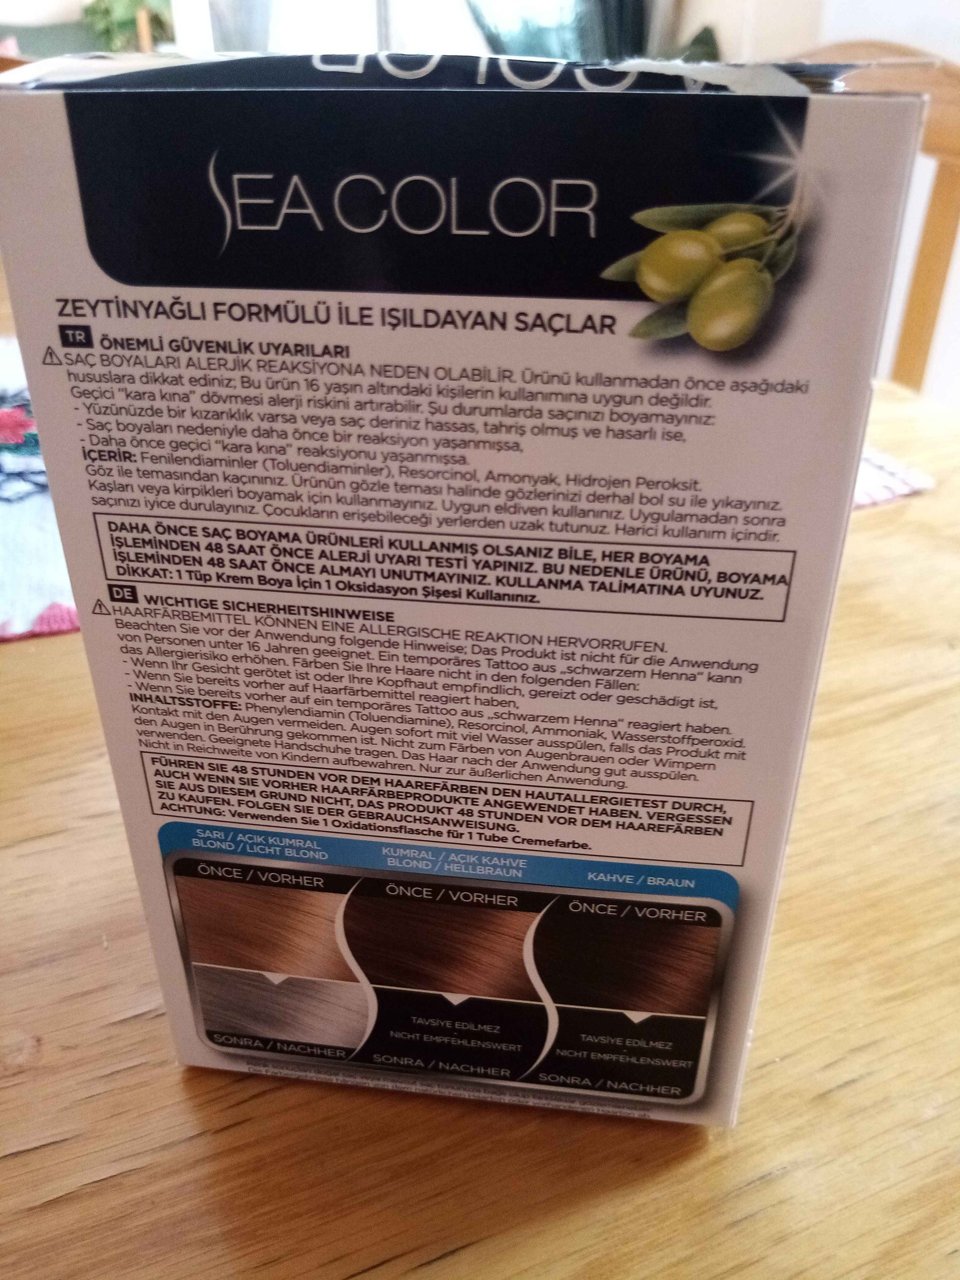 SEA COLOR
SEA COLOR
ZEYTİNYAĞLI FORMÜLÜ İLE IŞILDAYAN SAÇLAR
TR ÖNEMLİ GÜVENLİK UYARILARI
SAÇ BOYALARI ALERJİK REAKSİYONA NEDEN OLABİLİR. Ürünü kullanmadan önce aşağıdaki
hususlara dikkat ediniz; Bu ürün 16 yaşın altındaki kişilerin kullanımına uygun değildir.
Geçici "kara kına" dövmesi alerji riskini artırabilir. Şu durumlarda saçınızı boyamayınız:
- Yüzünüzde bir kızarıklık varsa veya saç deriniz hassas, tahriş olmuş ve hasarlı ise,
- Saç boyaları nedeniyle daha önce bir reaksiyon yaşanmışsa,
- Daha önce geçici "kara kına" reaksiyonu yaşanmışsa.
İÇERİR: Fenilendiaminler (Toluendiaminler), Resorcinol, Amonyak, Hidrojen Peroksit.
Göz ile temasından kaçınınız. Ürünün gözle teması halinde gözlerinizi derhal bol su ile yıkayınız.
Kaşları veya kirpikleri boyamak için kullanmayınız. Uygun eldiven kullanınız. Uygulamadan sonra
saçınızı iyice durulayınız. Çocukların erişebileceği yerlerden uzak tutunuz. Harici kullanım içindir.
DAHA ÖNCE SAÇ BOYAMA ÜRÜNLERİ KULLANMIŞ OLSANIZ BİLE, HER BOYAMA
İŞLEMİNDEN 48 SAAT ÖNCE ALERJİ UYARI TESTİ YAPINIZ. BU NEDENLE ÜRÜNÜ, BOYAMA
İŞLEMİNDEN 48 SAAT ÖNCE ALMAYI UNUTMAYINIZ. KULLANMA TALİMATINA UYUNUZ.
DİKKAT: 1 Tüp Krem Boya İçin 1 Oksidasyon Şişesi Kullanınız.
DE WICHTIGE SICHERHEITSHINWEISE
HAARFÄRBEMITTEL KÖNNEN EINE ALLERGISCHE REAKTION HERVORRUFEN.
Beachten Sie vor der Anwendung folgende Hinweise; Das Produkt ist nicht für die Anwendung
von Personen unter 16 Jahren geeignet. Ein temporäres Tattoo aus „schwarzem Henna“ kann
das Allergierisiko erhöhen. Färben Sie Ihre Haare nicht in den folgenden Fällen:
- Wenn Ihr Gesicht gerötet ist oder Ihre Kopfhaut empfindlich, gereizt oder geschädigt ist,
- Wenn Sie bereits vorher auf Haarfärbemittel reagiert haben,
- Wenn Sie bereits vorher auf ein temporäres Tattoo aus „schwarzem Henna“ reagiert haben.
INHALTSSTOFFE: Phenylendiamin (Toluendiamine), Resorcinol, Ammoniak, Wasserstoffperoxid.
Kontakt mit den Augen vermeiden. Augen sofort mit viel Wasser ausspülen, falls das Produkt mit
den Augen in Berührung gekommen ist. Nicht zum Färben von Augenbrauen oder Wimpern
verwenden. Geeignete Handschuhe tragen. Das Haar nach der Anwendung gut ausspülen.
Nicht in Reichweite von Kindern aufbewahren. Nur zur äußerlichen Anwendung.
FÜHREN SIE 48 STUNDEN VOR DEM HAAREFÄRBEN DEN HAUTALLERGIETEST DURCH,
AUCH WENN SIE VORHER HAARFÄRBEPRODUKTE ANGEWENDET HABEN. VERGESSEN
SIE AUS DIESEM GRUND NICHT, DAS PRODUKT 48 STUNDEN VOR DEM HAAREFÄRBEN
ZU KAUFEN. FOLGEN SIE DER GEBRAUCHSANWEISUNG.
ACHTUNG: Verwenden Sie 1 Oxidationsflasche für 1 Tube Cremefarbe.
SARI / AÇIK KUMRAL
BLOND / LICHT BLOND
KUMRAL / AÇIK KAHVE
BLOND / HELLBRAUN
KAHVE / BRAUN
ÖNCE / VORHER
ÖNCE / VORHER
ÖNCE / VORHER
TAVSİYE EDİLMEZ
-
NICHT EMPFEHLENSWERT
TAVSİYE EDİLMEZ
-
NICHT EMPFEHLENSWERT
SONRA / NACHHER
SONRA / NACHHER
SONRA / NACHHER